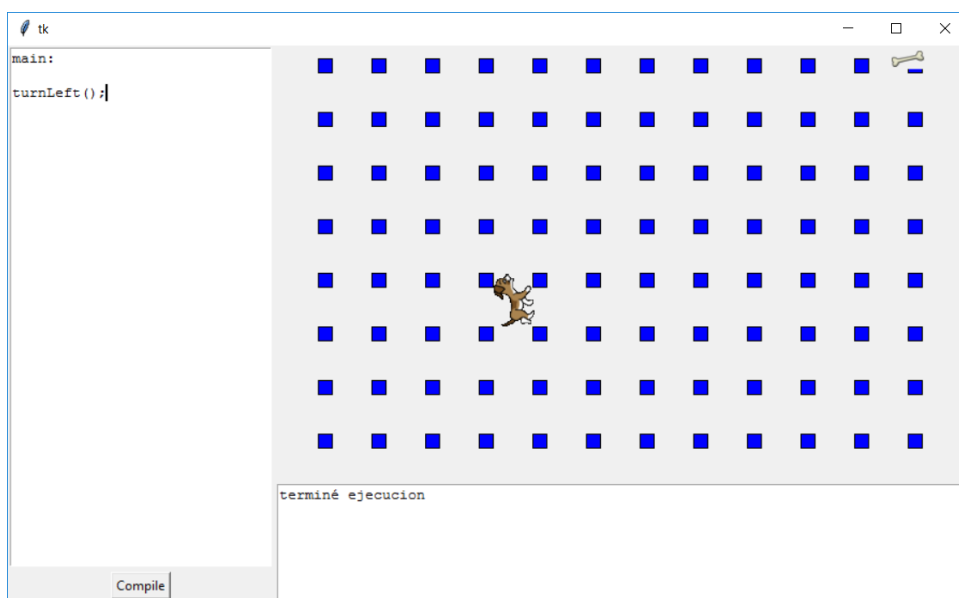 tk
main:
turnLeft();
terminé ejecucion
Compile